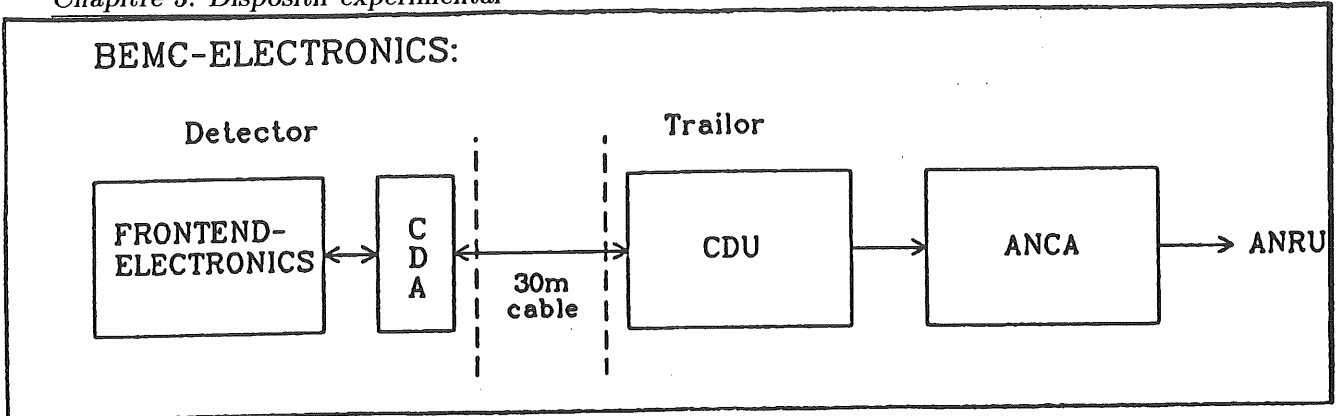 Chapitre 3. Dispositif expérimental
BEMC-ELECTRONICS:
Detector
Trailor
FRONTEND-
ELECTRONICS
C
D
A
30m
cable
CDU
ANCA
ANRU